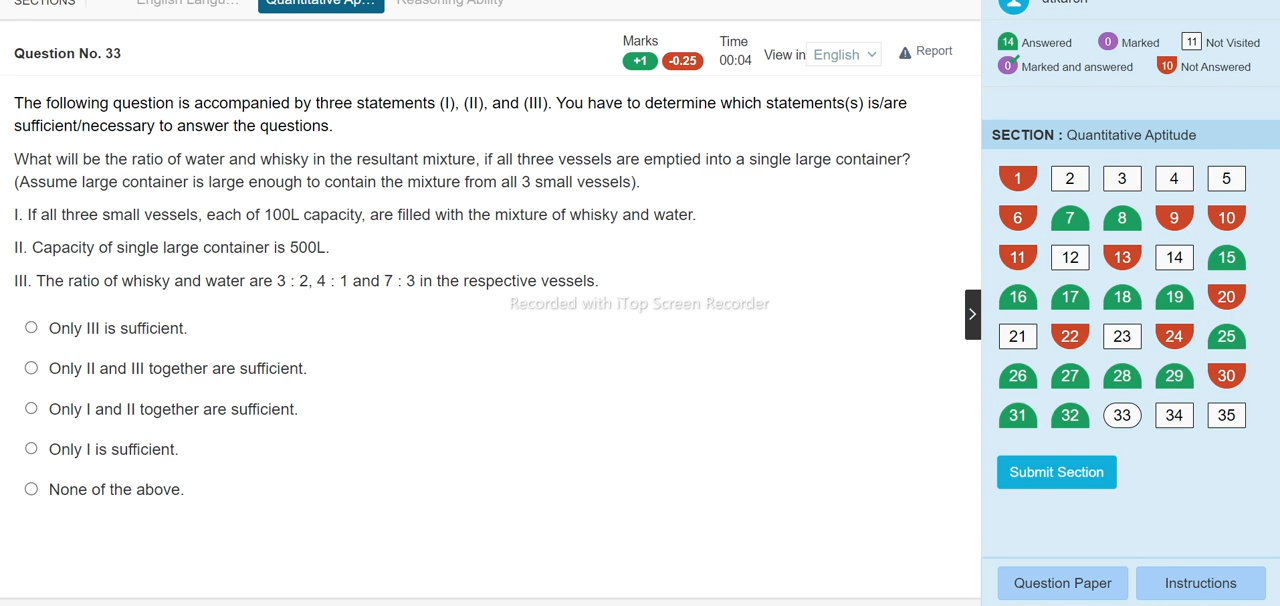 SECTIONS
English Langu...
Quantitative Ap...
Reasoning Ability
utkarsh
Question No. 33
Marks
+1 -0.25
Time
00:04
View in English
Report
14 Answered
0 Marked
11 Not Visited
0 Marked and answered
10 Not Answered
The following question is accompanied by three statements (I), (II), and (III). You have to determine which statements(s) is/are
sufficient/necessary to answer the questions.
What will be the ratio of water and whisky in the resultant mixture, if all three vessels are emptied into a single large container?
(Assume large container is large enough to contain the mixture from all 3 small vessels).
I. If all three small vessels, each of 100L capacity, are filled with the mixture of whisky and water.
II. Capacity of single large container is 500L.
III. The ratio of whisky and water are 3 : 2, 4 : 1 and 7 : 3 in the respective vessels.
Recorded with iTop Screen Recorder
Only III is sufficient.
Only II and III together are sufficient.
Only I and II together are sufficient.
Only I is sufficient.
None of the above.
SECTION : Quantitative Aptitude
1 2 3 4 5
6 7 8 9 10
11 12 13 14 15
16 17 18 19 20
21 22 23 24 25
26 27 28 29 30
31 32 33 34 35
Submit Section
Question Paper
Instructions